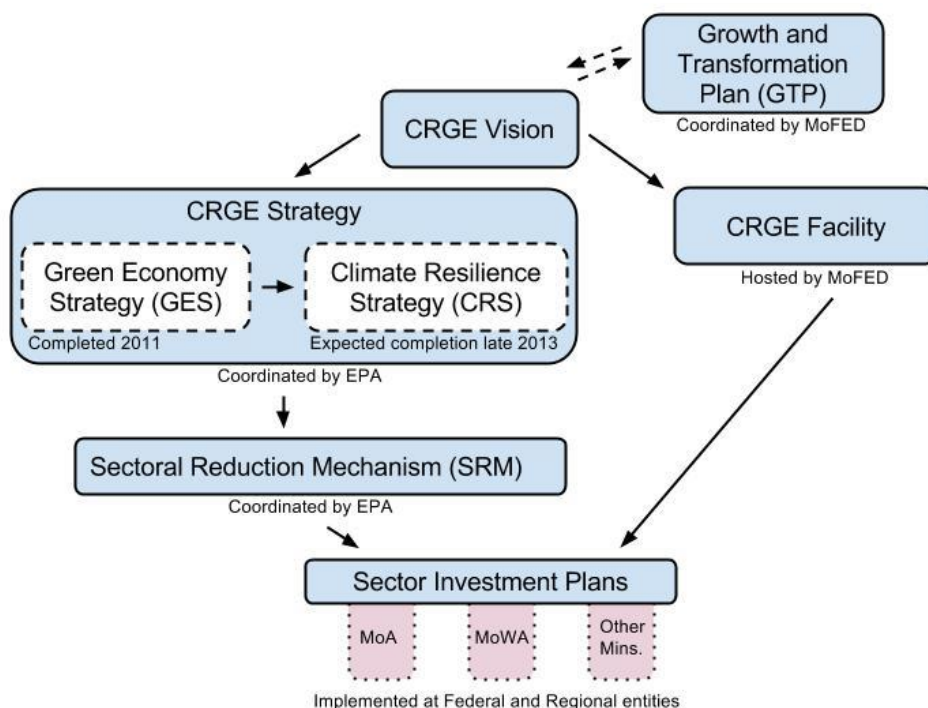 Growth and
Transformation
Plan (GTP)
Coordinated by MoFED
CRGE Vision
CRGE Strategy
Green Economy
Strategy (GES)
Climate Resilience
Strategy (CRS)
Completed 2011
Expected completion late 2013
Coordinated by EPA
CRGE Facility
Hosted by MoFED
Sectoral Reduction Mechanism (SRM)
Coordinated by EPA
Sector Investment Plans
MoA
MoWA
Other
Mins.
Implemented at Federal and Regional entities